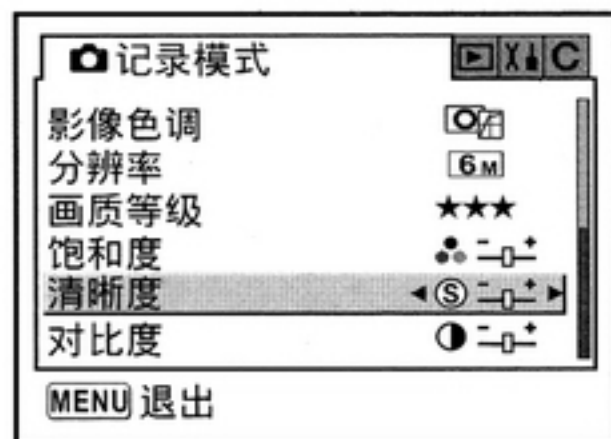 记录模式 C
影像色调
分辨率 6M
画质等级 ★★★
饱和度 - +
清晰度 S - +
对比度 - +
MENU 退出